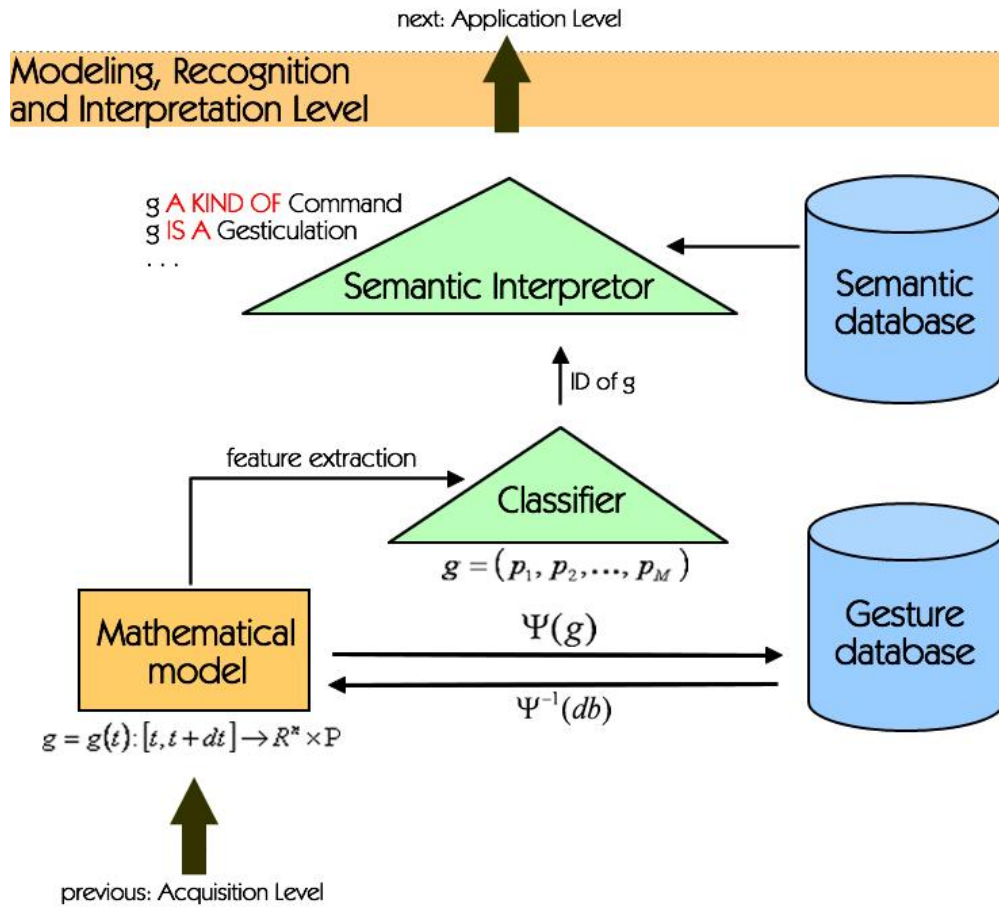 next: Application Level
Modeling, Recognition
and Interpretation Level
g A KIND OF Command
g IS A Gesticulation
. . .
Semantic Interpretor
Semantic
database
ID of g
feature extraction
Classifier
g = (p₁, p₂,..., p_M)
Mathematical
model
Ψ(g)
Ψ⁻¹(db)
Gesture
database
g = g(t):[t, t + dt] → Rⁿ × P
previous: Acquisition Level